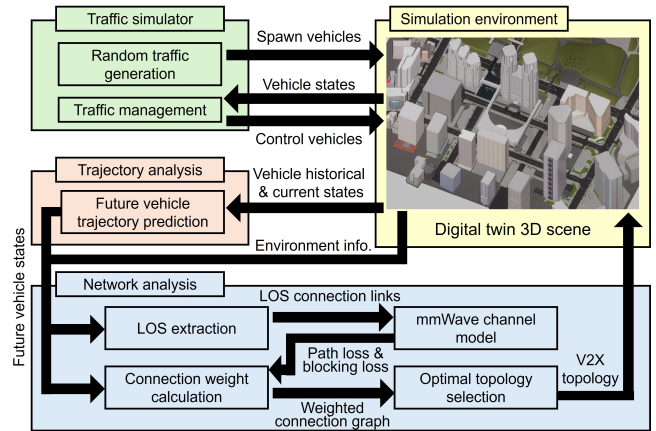 Traffic simulator
Random traffic
generation
Traffic management
Spawn vehicles
Vehicle states
Control vehicles
Simulation environment
Digital twin 3D scene
Trajectory analysis
Future vehicle
trajectory prediction
Vehicle historical
& current states
Environment info.
Future vehicle states
Network analysis
LOS extraction
LOS connection links
mmWave channel
model
Path loss &
blocking loss
Connection weight
calculation
Weighted
connection graph
Optimal topology
selection
V2X
topology